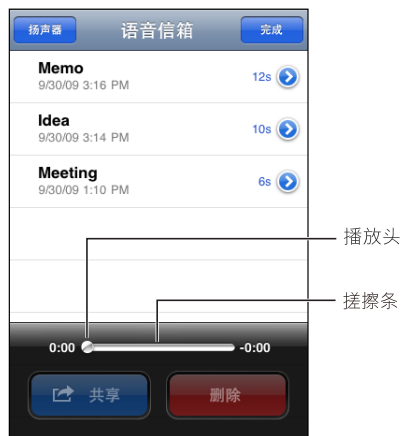 扬声器 语音信箱 完成
Memo
9/30/09 3:16 PM 12s
Idea
9/30/09 3:14 PM 10s
Meeting
9/30/09 1:10 PM 6s
播放头
搓擦条
0:00 -0:00
共享 删除